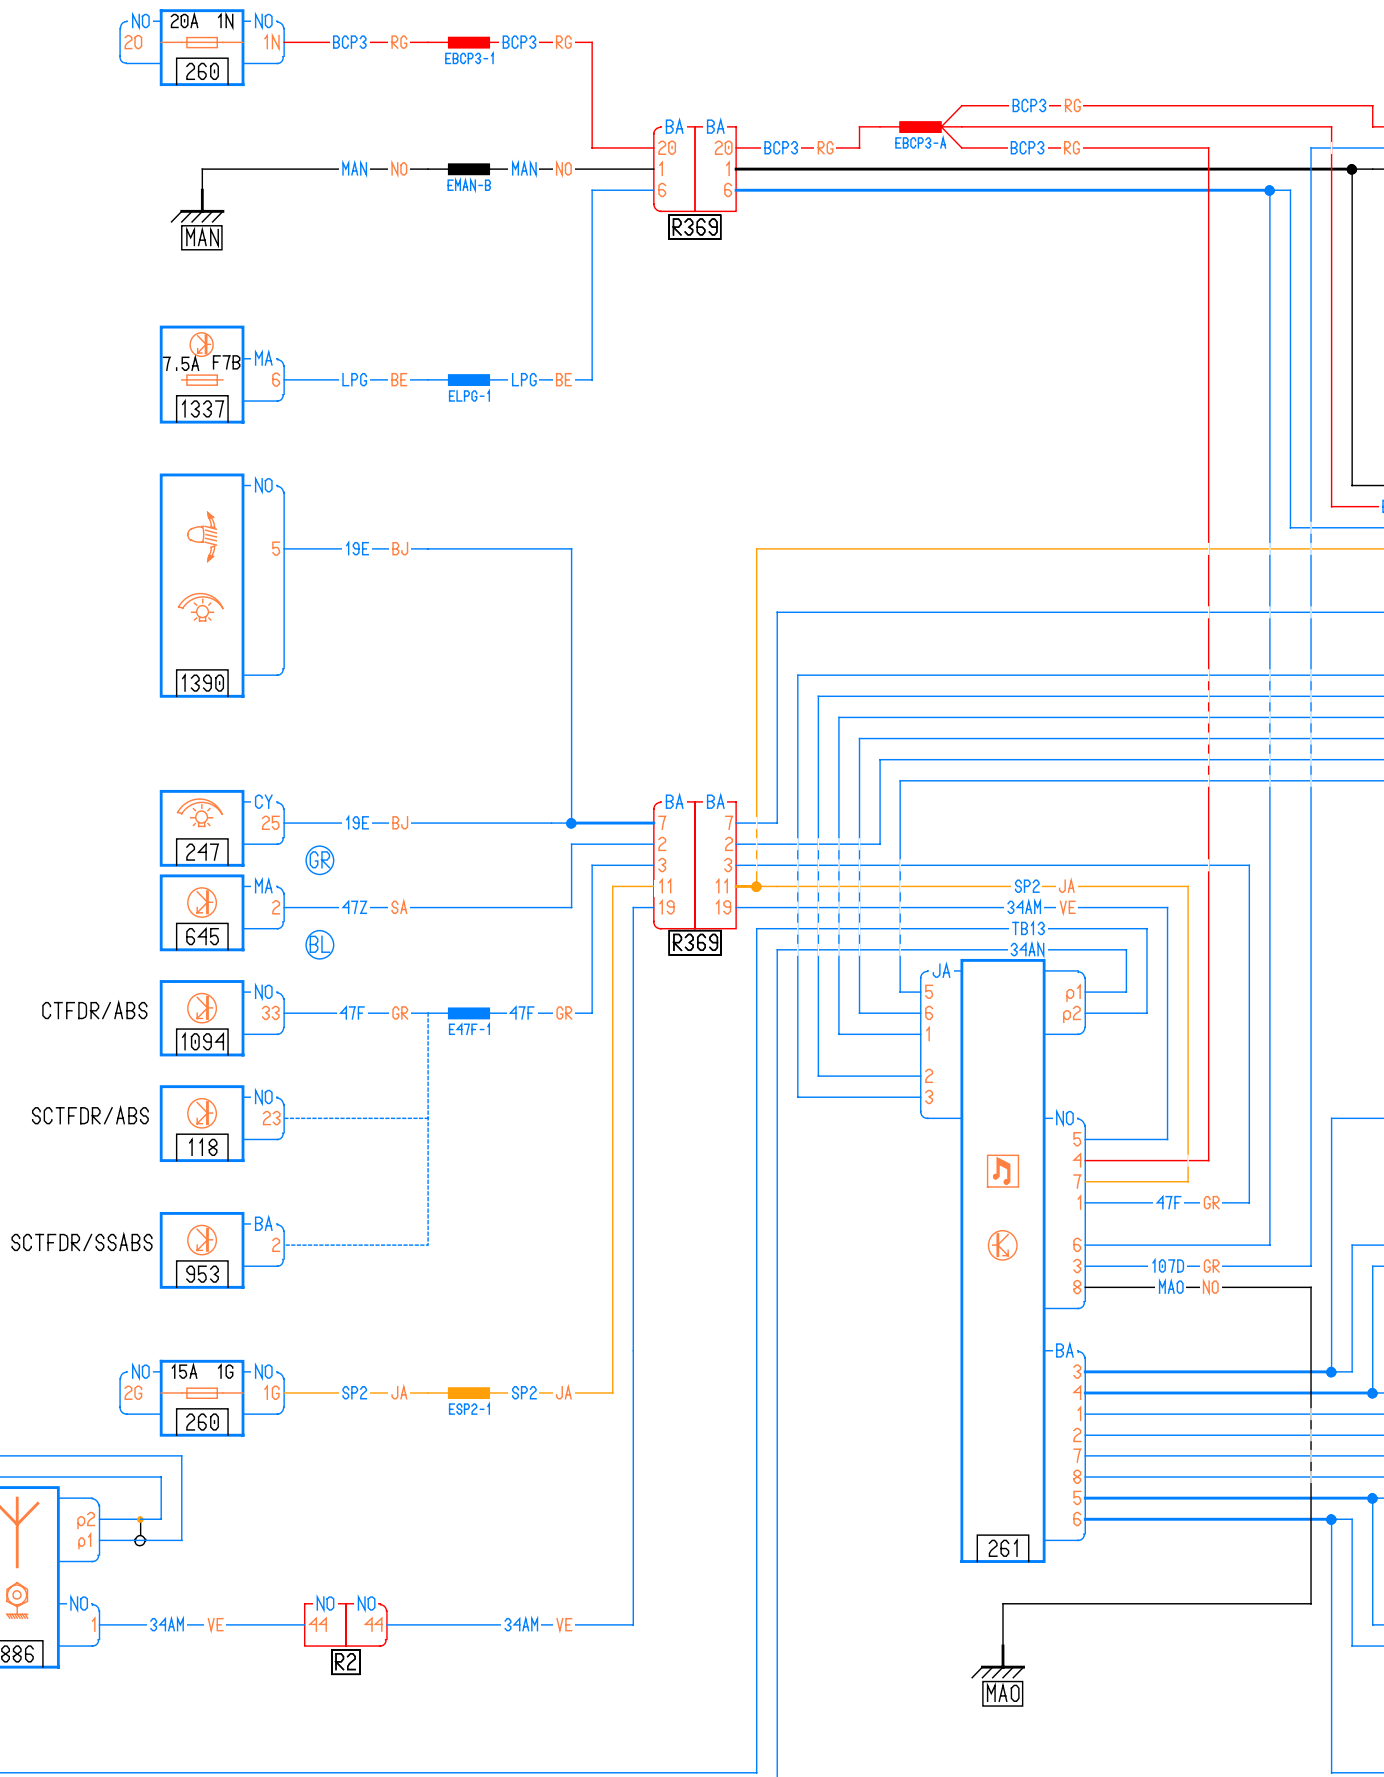 NO 20A 1N NO
20 1N BCP3 RG BCP3 RG
260 EBCP3-1
BCP3 RG
BA BA
20 20 BCP3 RG EBCP3-A BCP3 RG
MAN NO MAN NO 1 1
EMAN-B 6 6
MAN R369
7.5A F7B MA
6 LPG BE LPG BE
1337 ELPG-1
NO
5 19E BJ
1390
CY BA BA
25 19E BJ 7 7
247 GR 2 2
3 3
MA 11 11 SP2 JA
2 47Z SA 19 19 34AM VE
645 BL R369 TB13
34AN
JA
CTFDR/ABS NO 5 p1
33 47F GR 47F GR 6 p2
1094 E47F-1 1
2
SCTFDR/ABS NO 3
23 NO
118 5
4
7
1 47F GR
SCTFDR/SSABS BA
2 6
953 3 107D GR
8 MAO NO
BA
NO 15A 1G NO 3
2G 1G SP2 JA SP2 JA 4
260 ESP2-1 1
2
7
8
5
p2 6
p1 261
NO NO NO
1 34AM VE 44 44 34AM VE
886 R2
MAO